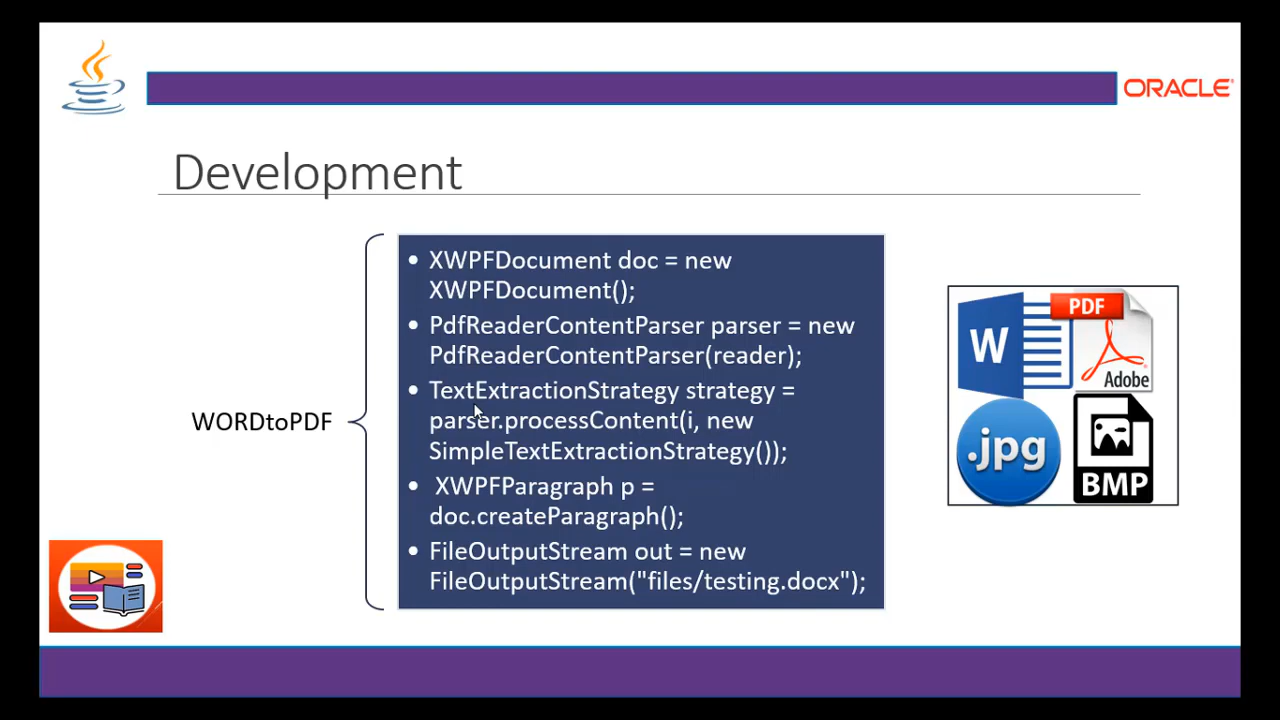 ORACLE
Development
WORDtoPDF
• XWPFDocument doc = new
XWPFDocument();
• PdfReaderContentParser parser = new
PdfReaderContentParser(reader);
• TextExtractionStrategy strategy =
parser.processContent(i, new
SimpleTextExtractionStrategy());
• XWPFParagraph p =
doc.createParagraph();
• FileOutputStream out = new
FileOutputStream("files/testing.docx");
W
PDF
Adobe
.jpg
BMP